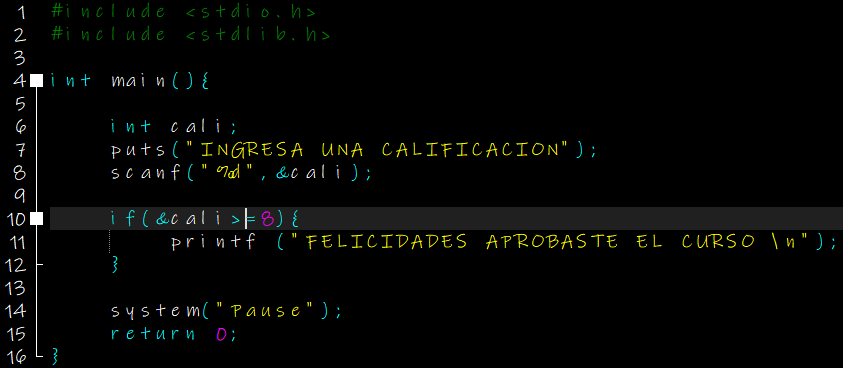 1 #include <stdio.h>
2 #include <stdlib.h>
3
4 int main(){
5
6 int cali;
7 puts("INGRESA UNA CALIFICACION");
8 scanf("%d",&cali);
9
10 if(&cali>=8){
11 printf ("FELICIDADES APROBASTE EL CURSO \n");
12 }
13
14 system("Pause");
15 return 0;
16 }